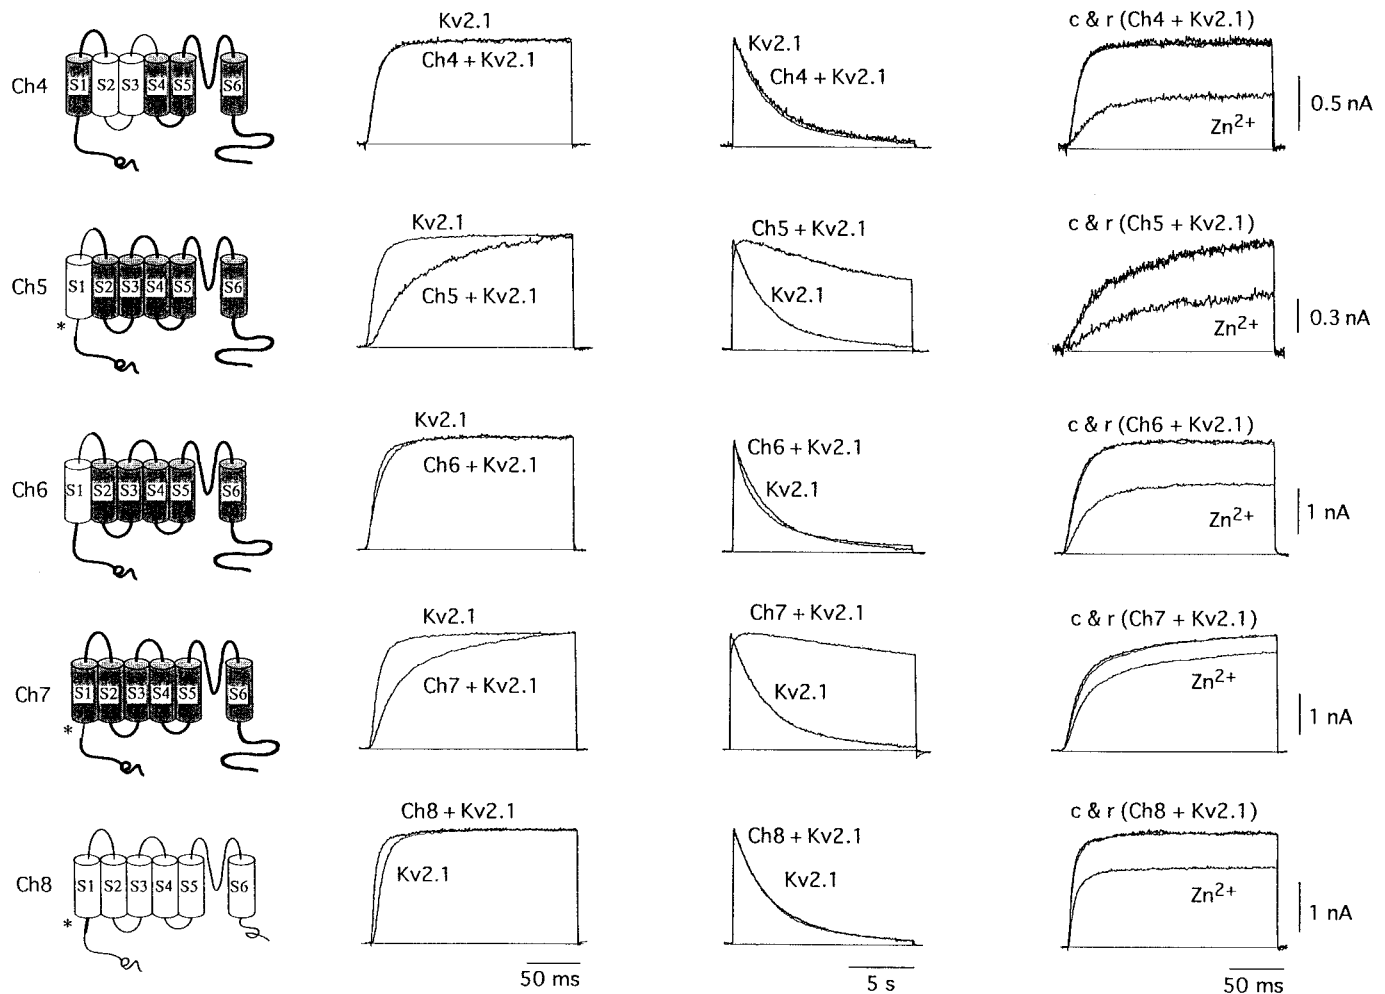 Ch4
S1 S2 S3 S4 S5 S6
Kv2.1
Ch4 + Kv2.1
Kv2.1
Ch4 + Kv2.1
c & r (Ch4 + Kv2.1)
Zn2+
0.5 nA
Ch5
S1 S2 S3 S4 S5 S6
*
Kv2.1
Ch5 + Kv2.1
Ch5 + Kv2.1
Kv2.1
c & r (Ch5 + Kv2.1)
Zn2+
0.3 nA
Ch6
S1 S2 S3 S4 S5 S6
Kv2.1
Ch6 + Kv2.1
Ch6 + Kv2.1
Kv2.1
c & r (Ch6 + Kv2.1)
Zn2+
1 nA
Ch7
S1 S2 S3 S4 S5 S6
*
Kv2.1
Ch7 + Kv2.1
Ch7 + Kv2.1
Kv2.1
c & r (Ch7 + Kv2.1)
Zn2+
1 nA
Ch8
S1 S2 S3 S4 S5 S6
*
Ch8 + Kv2.1
Kv2.1
Ch8 + Kv2.1
Kv2.1
c & r (Ch8 + Kv2.1)
Zn2+
1 nA
50 ms
5 s
50 ms